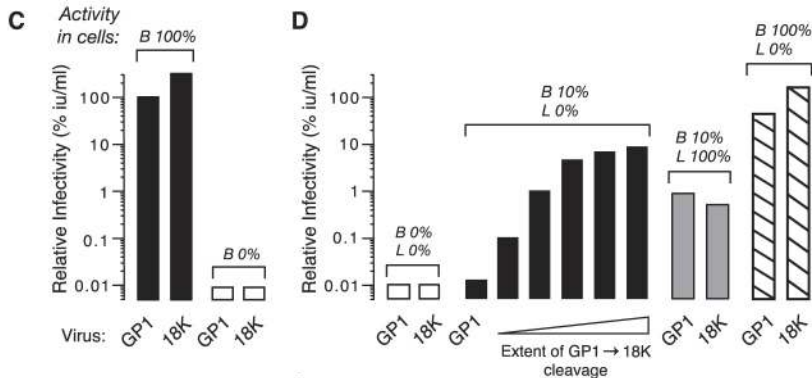 C
Activity
in cells:
B 100%
Relative Infectivity (% iu/ml)
100
10
1
0.1
0.01
B 0%
Virus:
GP1
18K
GP1
18K
D
Relative Infectivity (% iu/ml)
100
10
1
0.1
0.01
B 0%
L 0%
B 10%
L 0%
B 10%
L 100%
B 100%
L 0%
GP1
18K
GP1
Extent of GP1 → 18K
cleavage
GP1
18K
GP1
18K